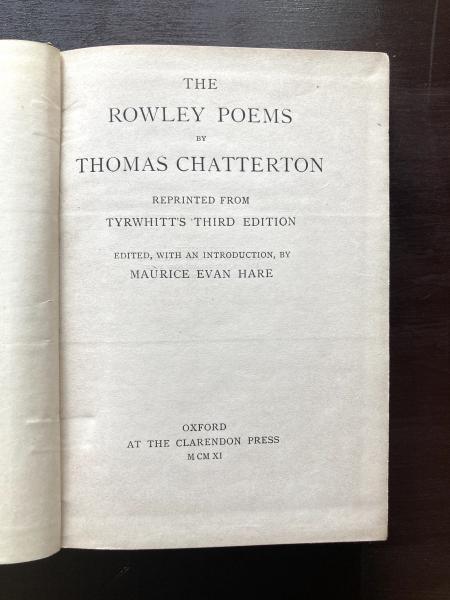 THE
ROWLEY POEMS
BY
THOMAS CHATTERTON
REPRINTED FROM
TYRWHITT'S THIRD EDITION
EDITED, WITH AN INTRODUCTION, BY
MAURICE EVAN HARE
OXFORD
AT THE CLARENDON PRESS
MCMXI